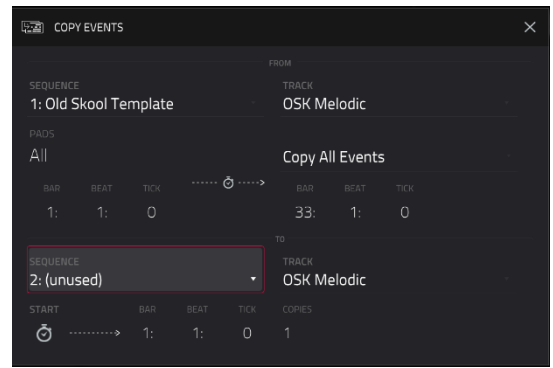 COPY EVENTS
FROM
SEQUENCE TRACK
1: Old Skool Template OSK Melodic
PADS
All Copy All Events
BAR BEAT TICK BAR BEAT TICK
1: 1: 0 33: 1: 0
TO
SEQUENCE TRACK
2: (unused) OSK Melodic
START BAR BEAT TICK COPIES
1: 1: 0 1